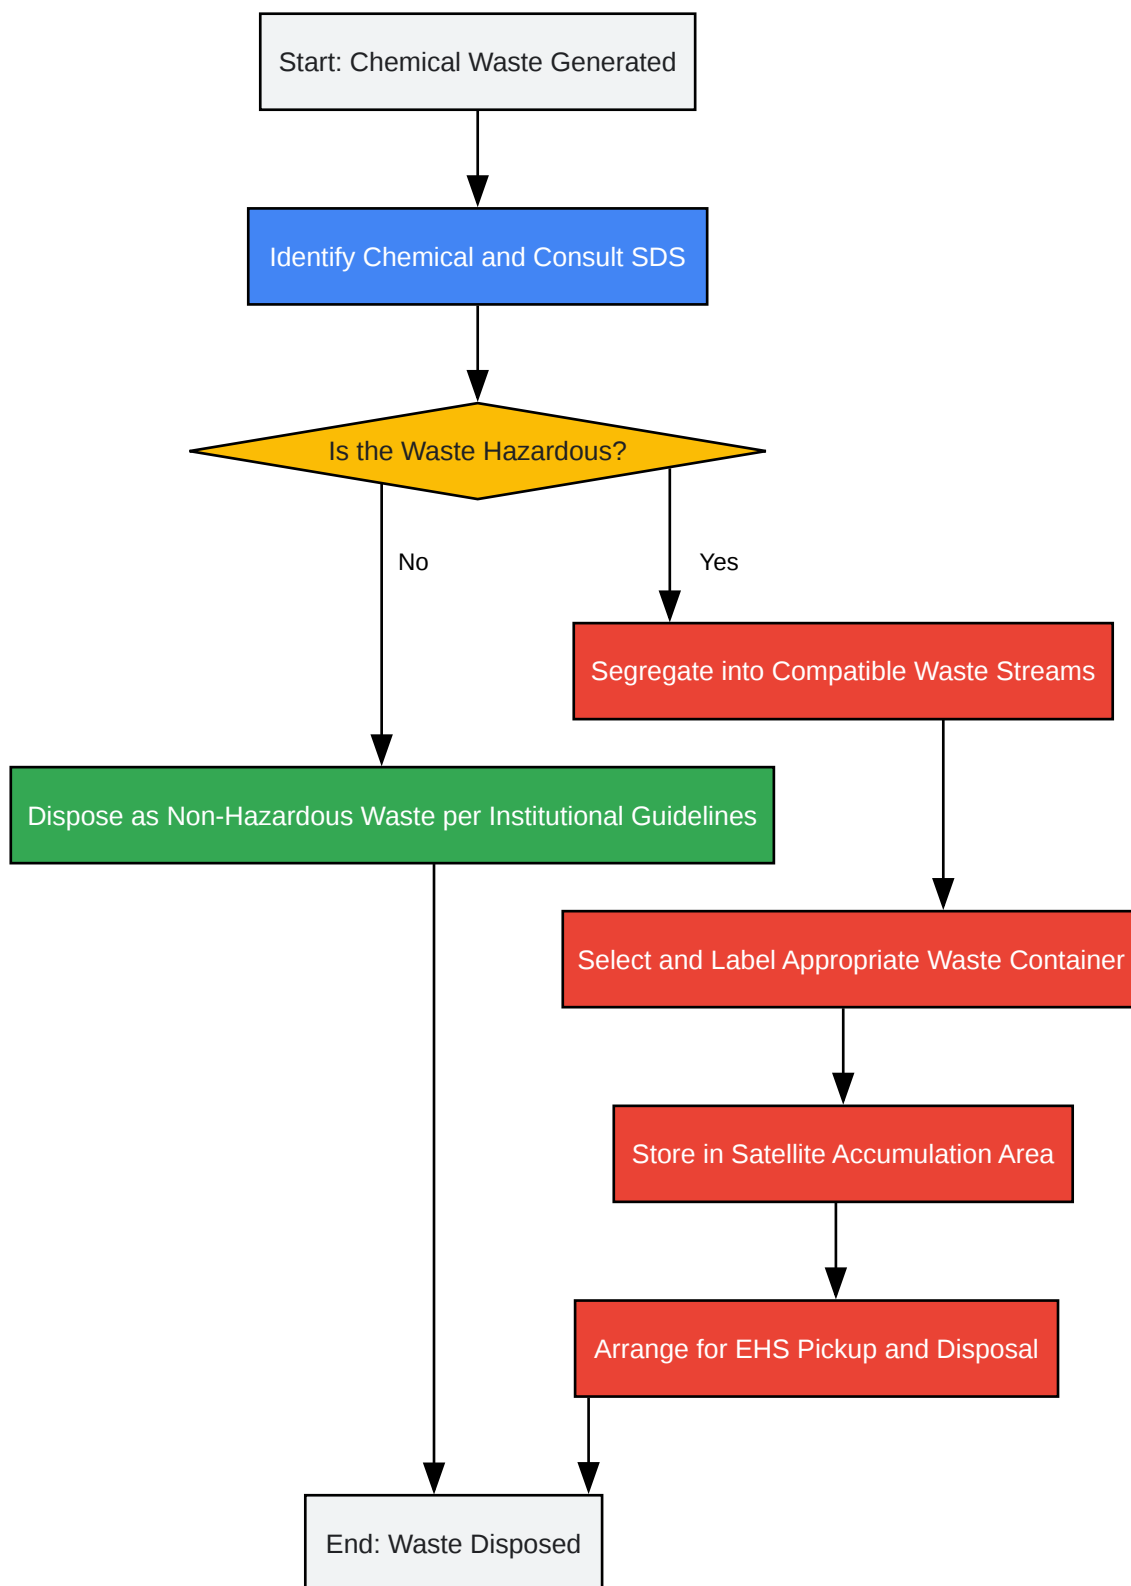 Start: Chemical Waste Generated
Identify Chemical and Consult SDS
Is the Waste Hazardous?
No
Yes
Segregate into Compatible Waste Streams
Dispose as Non-Hazardous Waste per Institutional Guidelines
Select and Label Appropriate Waste Container
Store in Satellite Accumulation Area
Arrange for EHS Pickup and Disposal
End: Waste Disposed